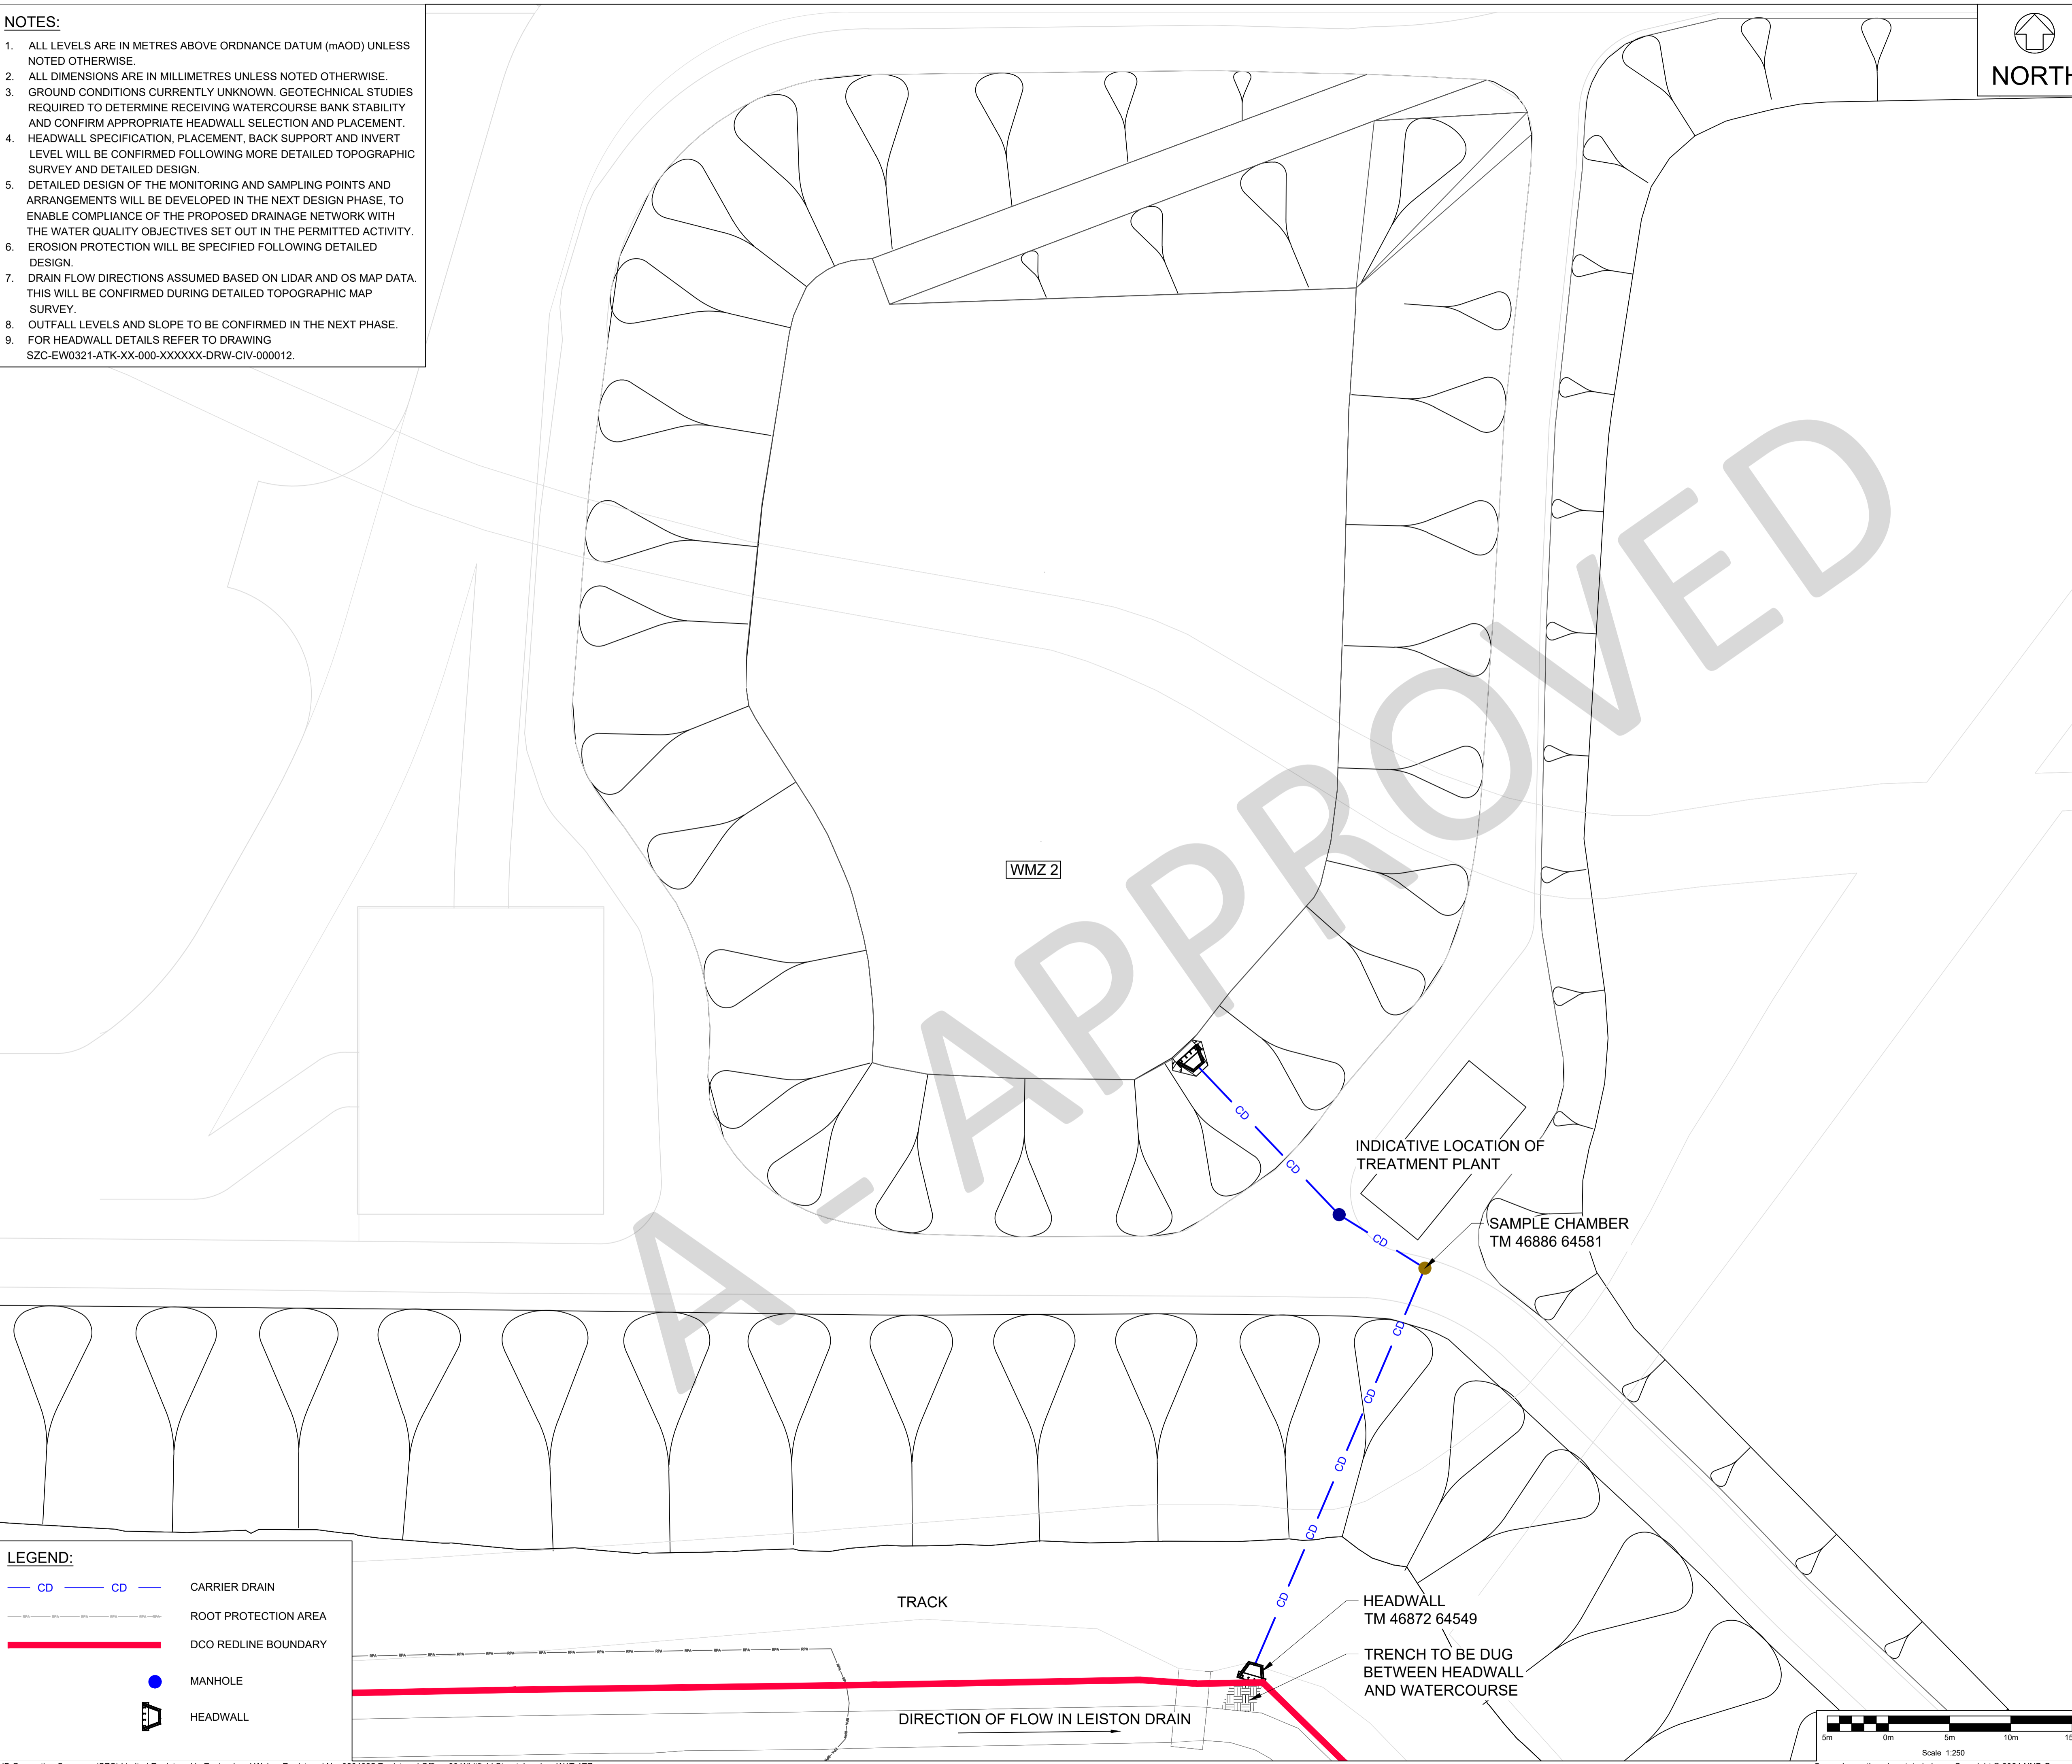 NOTES:
1. ALL LEVELS ARE IN METRES ABOVE ORDNANCE DATUM (mAOD) UNLESS
NOTED OTHERWISE.
2. ALL DIMENSIONS ARE IN MILLIMETRES UNLESS NOTED OTHERWISE.
3. GROUND CONDITIONS CURRENTLY UNKNOWN. GEOTECHNICAL STUDIES
REQUIRED TO DETERMINE RECEIVING WATERCOURSE BANK STABILITY
AND CONFIRM APPROPRIATE HEADWALL SELECTION AND PLACEMENT.
4. HEADWALL SPECIFICATION, PLACEMENT, BACK SUPPORT AND INVERT
LEVEL WILL BE CONFIRMED FOLLOWING MORE DETAILED TOPOGRAPHIC
SURVEY AND DETAILED DESIGN.
5. DETAILED DESIGN OF THE MONITORING AND SAMPLING POINTS AND
ARRANGEMENTS WILL BE DEVELOPED IN THE NEXT DESIGN PHASE, TO
ENABLE COMPLIANCE OF THE PROPOSED DRAINAGE NETWORK WITH
THE WATER QUALITY OBJECTIVES SET OUT IN THE PERMITTED ACTIVITY.
6. EROSION PROTECTION WILL BE SPECIFIED FOLLOWING DETAILED
DESIGN.
7. DRAIN FLOW DIRECTIONS ASSUMED BASED ON LIDAR AND OS MAP DATA.
THIS WILL BE CONFIRMED DURING DETAILED TOPOGRAPHIC MAP
SURVEY.
8. OUTFALL LEVELS AND SLOPE TO BE CONFIRMED IN THE NEXT PHASE.
9. FOR HEADWALL DETAILS REFER TO DRAWING
SZC-EW0321-ATK-XX-000-XXXXXX-DRW-CIV-000012.
NORTH
A - APPROVED
WMZ 2
CD
CD
INDICATIVE LOCATION OF
TREATMENT PLANT
CD
SAMPLE CHAMBER
TM 46886 64581
CD
CD
CD
CD
CD
TRACK
HEADWALL
TM 46872 64549
TRENCH TO BE DUG
BETWEEN HEADWALL
AND WATERCOURSE
DIRECTION OF FLOW IN LEISTON DRAIN
LEGEND:
CD CD CARRIER DRAIN
ROOT PROTECTION AREA
DCO REDLINE BOUNDARY
MANHOLE
HEADWALL
5m 0m 5m 10m
Scale 1:250